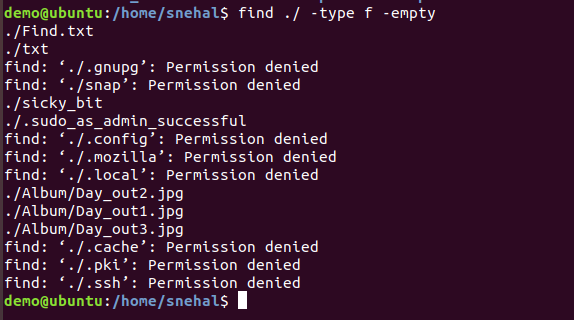 demo@ubuntu:/home/snehal$ find ./ -type f -empty
./Find.txt
./txt
find: ‘./.gnupg’: Permission denied
find: ‘./snap’: Permission denied
./sicky_bit
./.sudo_as_admin_successful
find: ‘./.config’: Permission denied
find: ‘./.mozilla’: Permission denied
find: ‘./.local’: Permission denied
./Album/Day_out2.jpg
./Album/Day_out1.jpg
./Album/Day_out3.jpg
find: ‘./.cache’: Permission denied
find: ‘./.pki’: Permission denied
find: ‘./.ssh’: Permission denied
demo@ubuntu:/home/snehal$